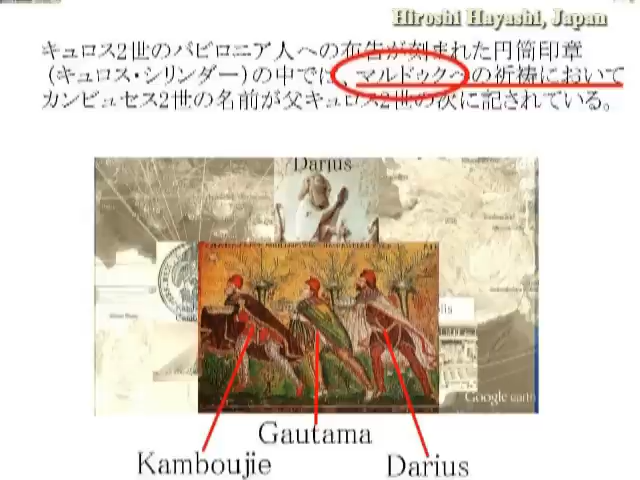 Hiroshi Hayashi, Japan
キュロス2世のバビロニア人への布告が刻まれた円筒印章
(キュロス・シリンダー)の中では、マルドゥクへの祈祷において
カンビュセス2世の名前が父キュロス2世の次に記されている。
Darius
Google earth
Gautama
Kamboujie
Darius